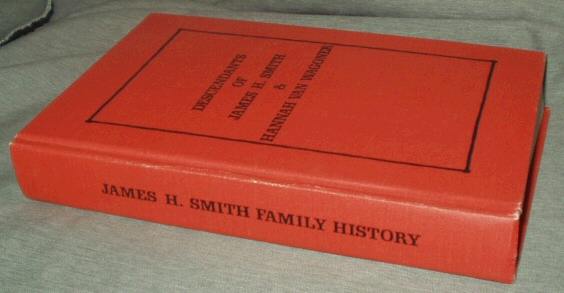 DESCENDANTS
OF
JAMES H. SMITH
&
HANNAH VAN WAGONER
JAMES H. SMITH FAMILY HISTORY